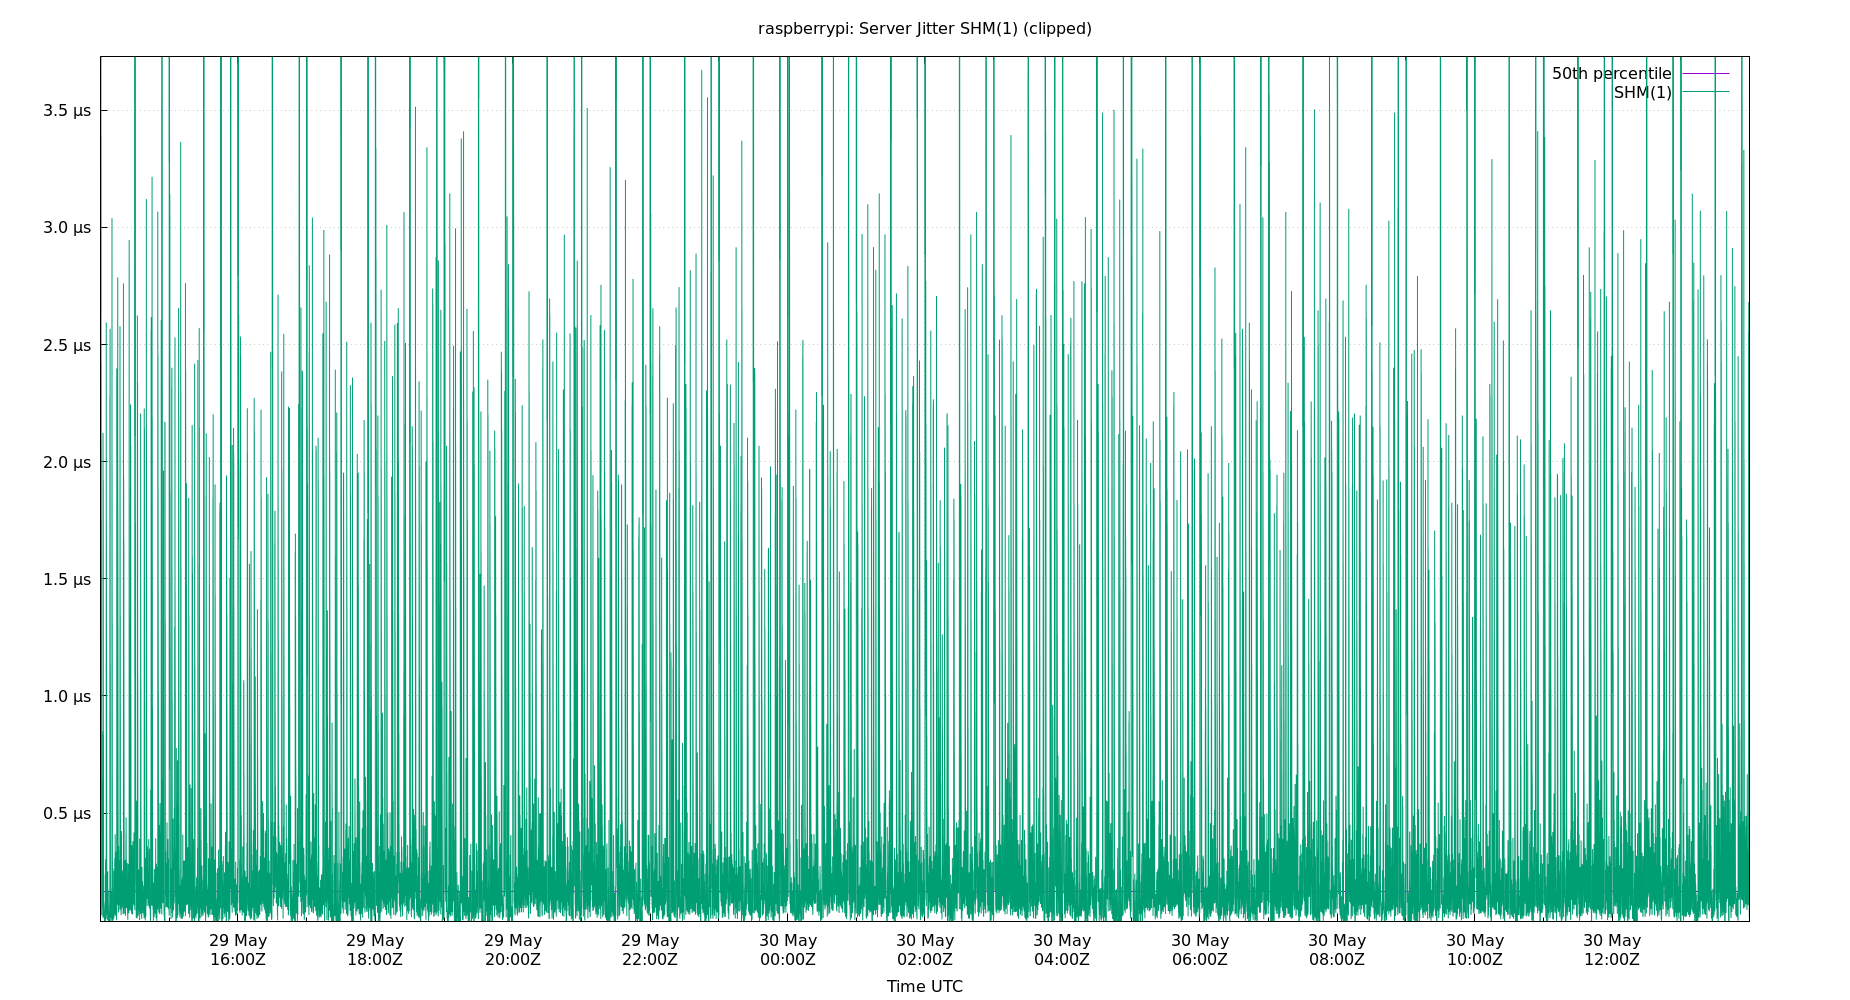 raspberrypi: Server Jitter SHM(1) (clipped)
50th percentile
SHM(1)
3.5 µs
3.0 µs
2.5 µs
2.0 µs
1.5 µs
1.0 µs
0.5 µs
29 May 29 May 29 May 29 May 30 May 30 May 30 May 30 May 30 May 30 May 30 May
16:00Z 18:00Z 20:00Z 22:00Z 00:00Z 02:00Z 04:00Z 06:00Z 08:00Z 10:00Z 12:00Z
Time UTC